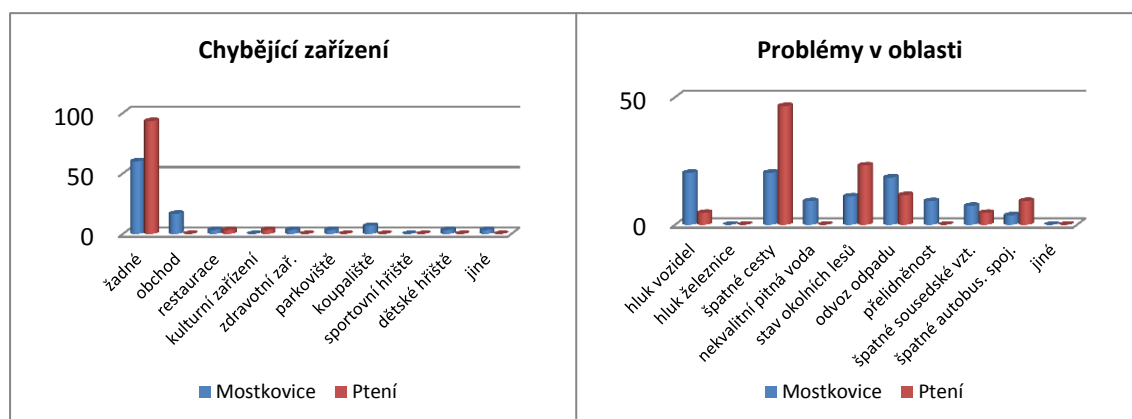 Chybějící zařízení
100
50
0
žádné
obchod
restaurace
kulturní zařízení
zdravotní zař.
parkoviště
koupaliště
sportovní hřiště
dětské hřiště
jiné
Mostkovice
Ptení
Problémy v oblasti
50
0
hluk vozidel
hluk železnice
špatné cesty
nekvalitní pitná voda
stav okolních lesů
odvoz odpadu
přelidněnost
špatné sousedské vzt.
špatné autobus. spoj.
jiné
Mostkovice
Ptení